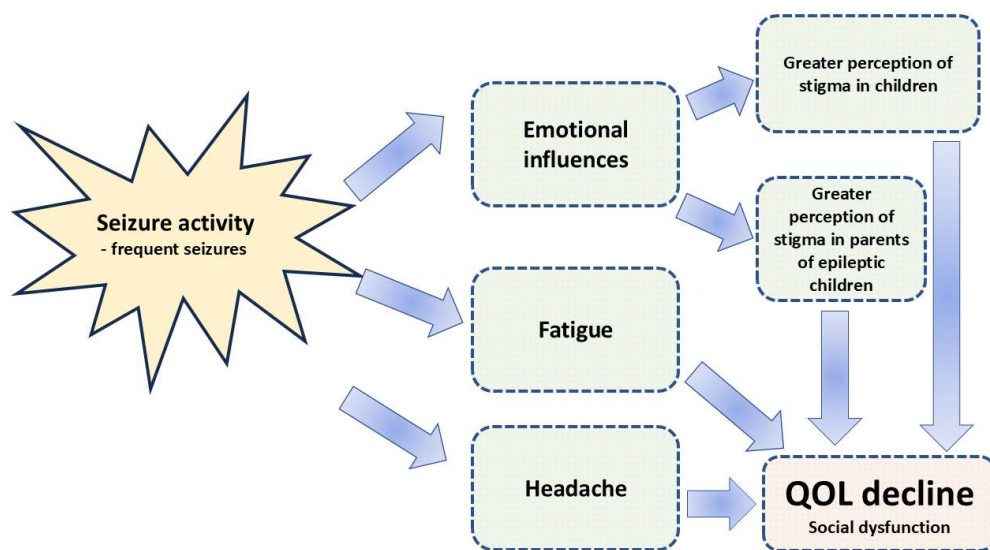 Seizure activity
- frequent seizures
Emotional
influences
Fatigue
Headache
Greater perception of
stigma in children
Greater
perception of
stigma in parents
of epileptic
children
QOL decline
Social dysfunction